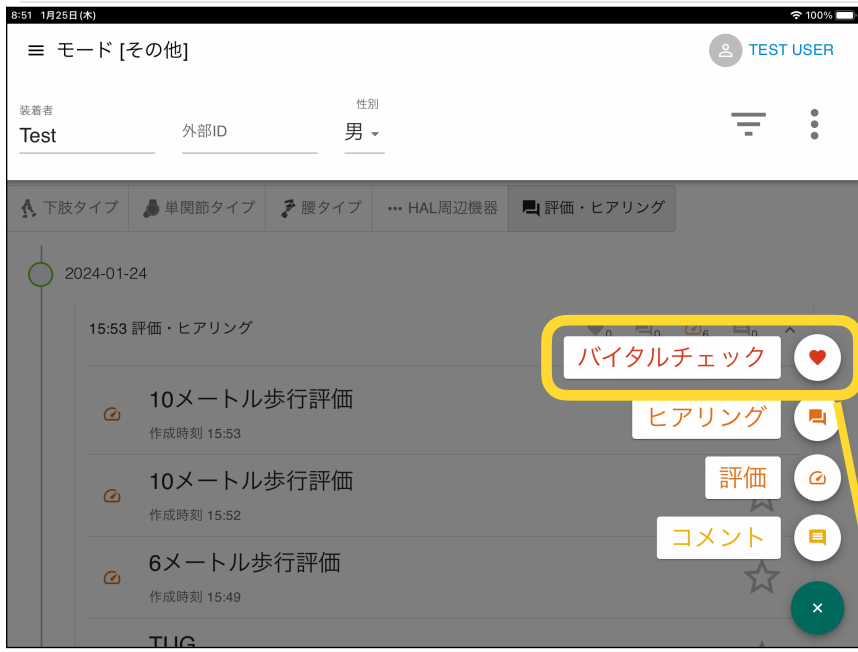 8:51 1月25日(木)
100%
モード [その他]
TEST USER
装着者
Test
外部ID
性別
男
下肢タイプ
単関節タイプ
腰タイプ
HAL周辺機器
評価・ヒアリング
2024-01-24
15:53 評価・ヒアリング
0 0 6 0
バイタルチェック
10メートル歩行評価
作成時刻 15:53
ヒアリング
10メートル歩行評価
作成時刻 15:52
評価
6メートル歩行評価
作成時刻 15:49
コメント
TUG